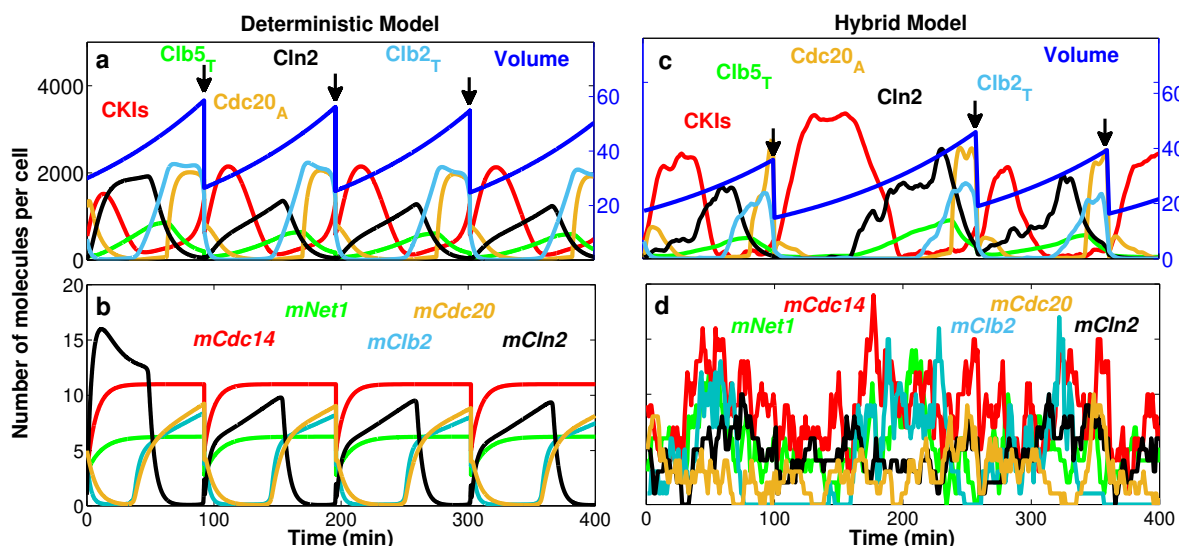 Deterministic Model
Hybrid Model
Number of molecules per cell
a
Clb5T
Cln2
Clb2T
Volume
CKIs
Cdc20A
4000
2000
0
60
40
20
0
c
Clb5T
Cdc20A
Cln2
Clb2T
Volume
CKIs
60
40
20
0
b
mNet1
mCdc20
mCdc14
mClb2
mCln2
20
15
10
5
0
0
100
200
300
400
Time (min)
d
mCdc14
mCdc20
mNet1
mClb2
mCln2
0
100
200
300
400
Time (min)